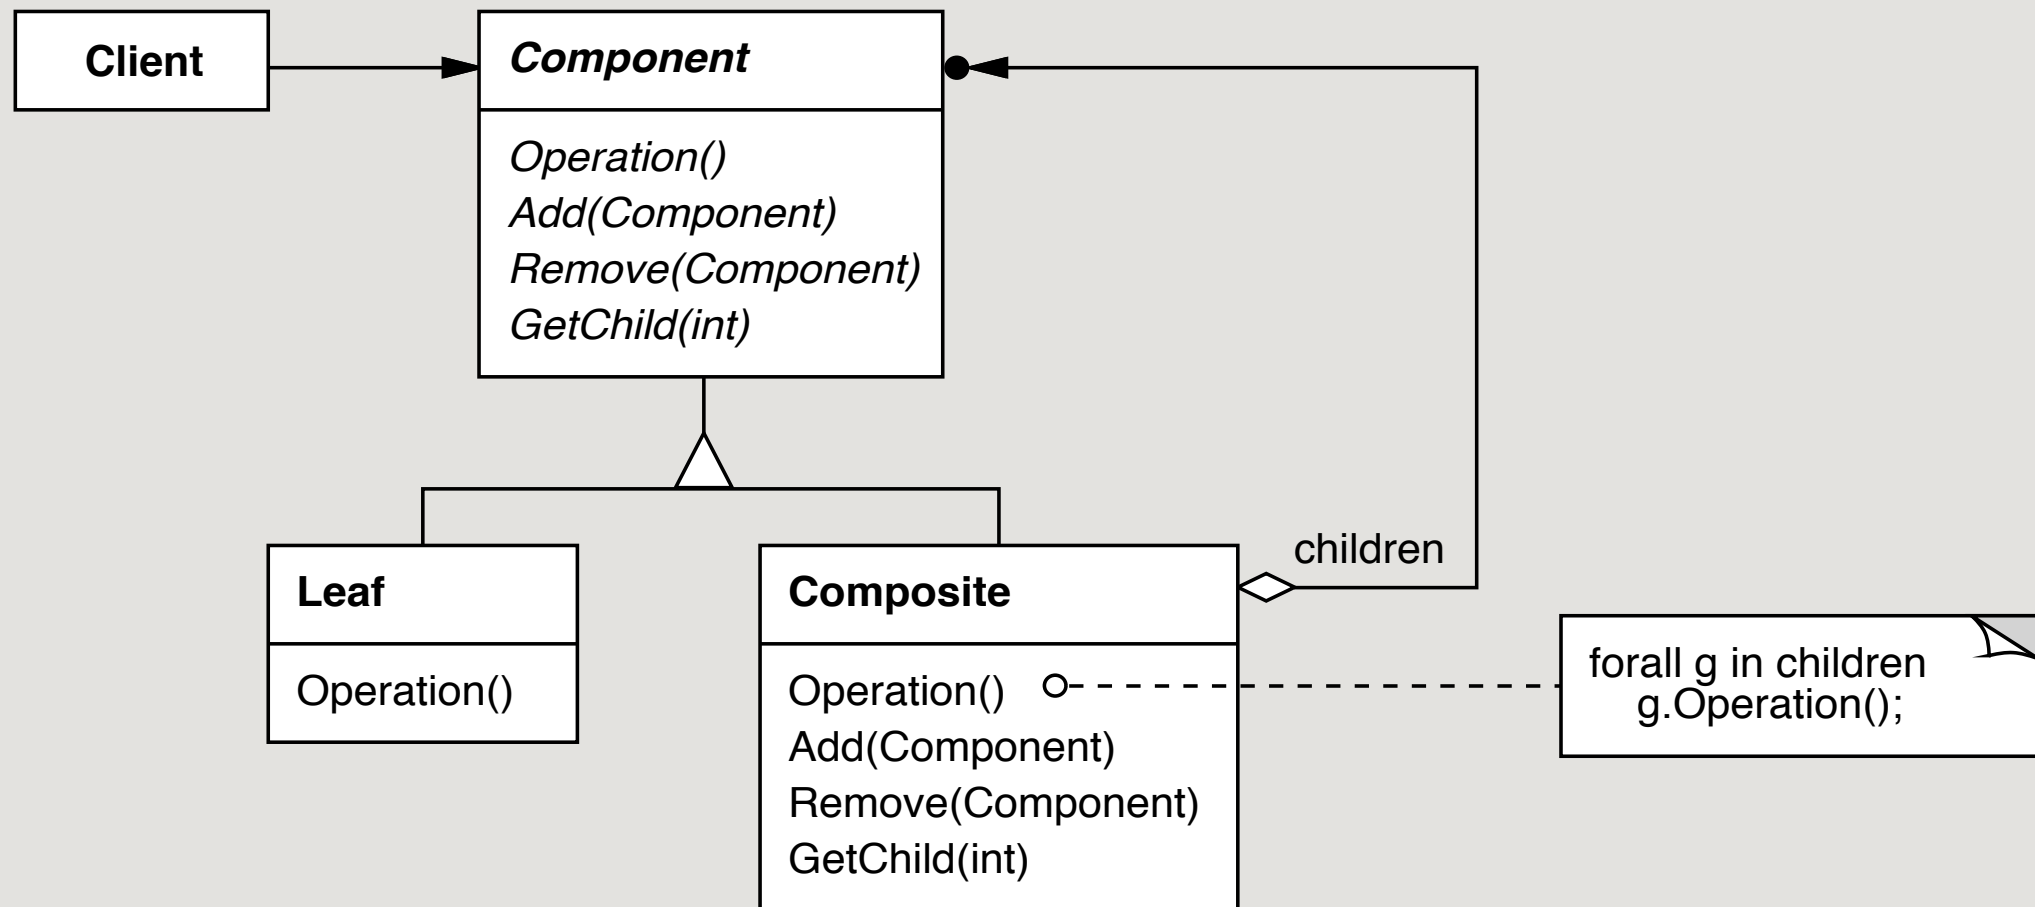 Client
Component
Operation()
Add(Component)
Remove(Component)
GetChild(int)
children
Leaf
Operation()
Composite
Operation()
Add(Component)
Remove(Component)
GetChild(int)
forall g in children
g.Operation();